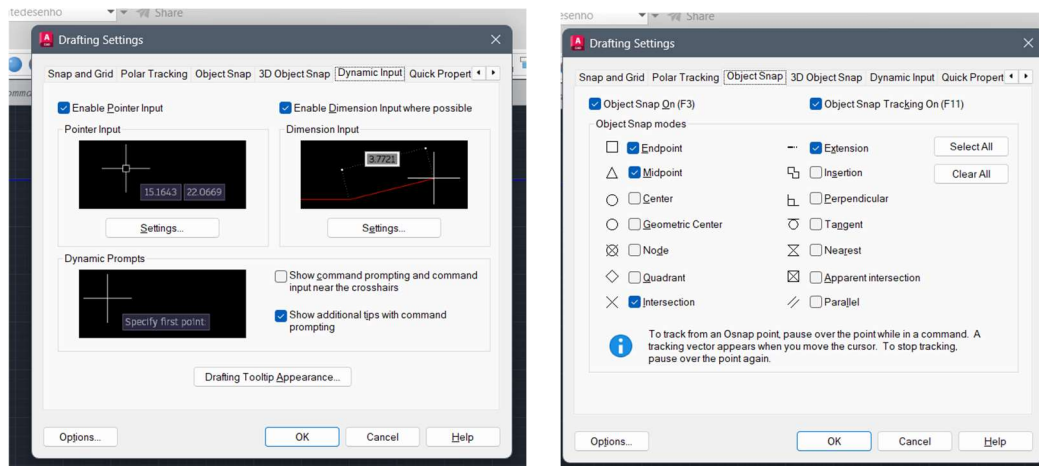 tedesenho
Share
Drafting Settings
Snap and Grid Polar Tracking Object Snap 3D Object Snap Dynamic Input Quick Propert
Enable Pointer Input
Enable Dimension Input where possible
Pointer Input
Dimension Input
15.1643 22.0669
3.7721
Settings...
Settings...
Dynamic Prompts
Specify first point:
Show command prompting and command
input near the crosshairs
Show additional tips with command
prompting
Drafting Tooltip Appearance...
Options...
OK
Cancel
Help
esenho
Share
Drafting Settings
Snap and Grid Polar Tracking Object Snap 3D Object Snap Dynamic Input Quick Propert
Object Snap On (F3)
Object Snap Tracking On (F11)
Object Snap modes
Endpoint
Extension
Select All
Midpoint
Insertion
Clear All
Center
Perpendicular
Geometric Center
Tangent
Node
Nearest
Quadrant
Apparent intersection
Intersection
Parallel
To track from an Osnap point, pause over the point while in a command. A
tracking vector appears when you move the cursor. To stop tracking,
pause over the point again.
Options...
OK
Cancel
Help